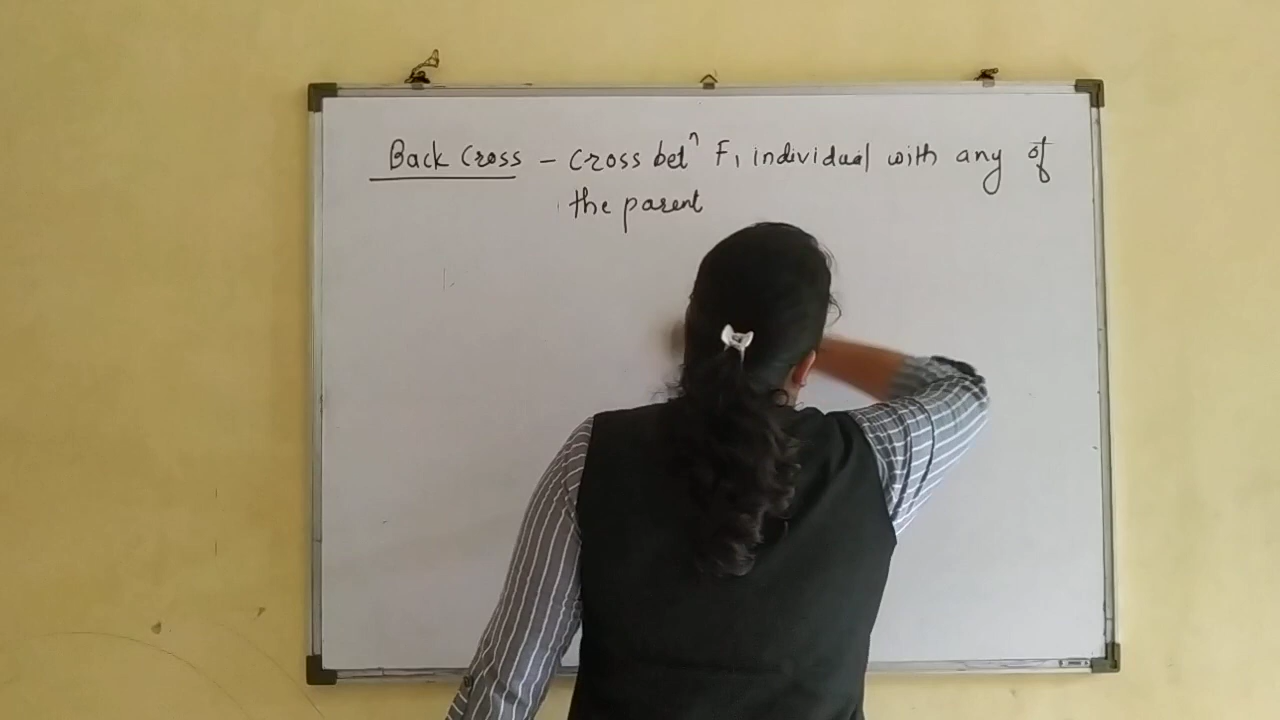 Back Cross - Cross betⁿ F₁ individual with any of
the parent